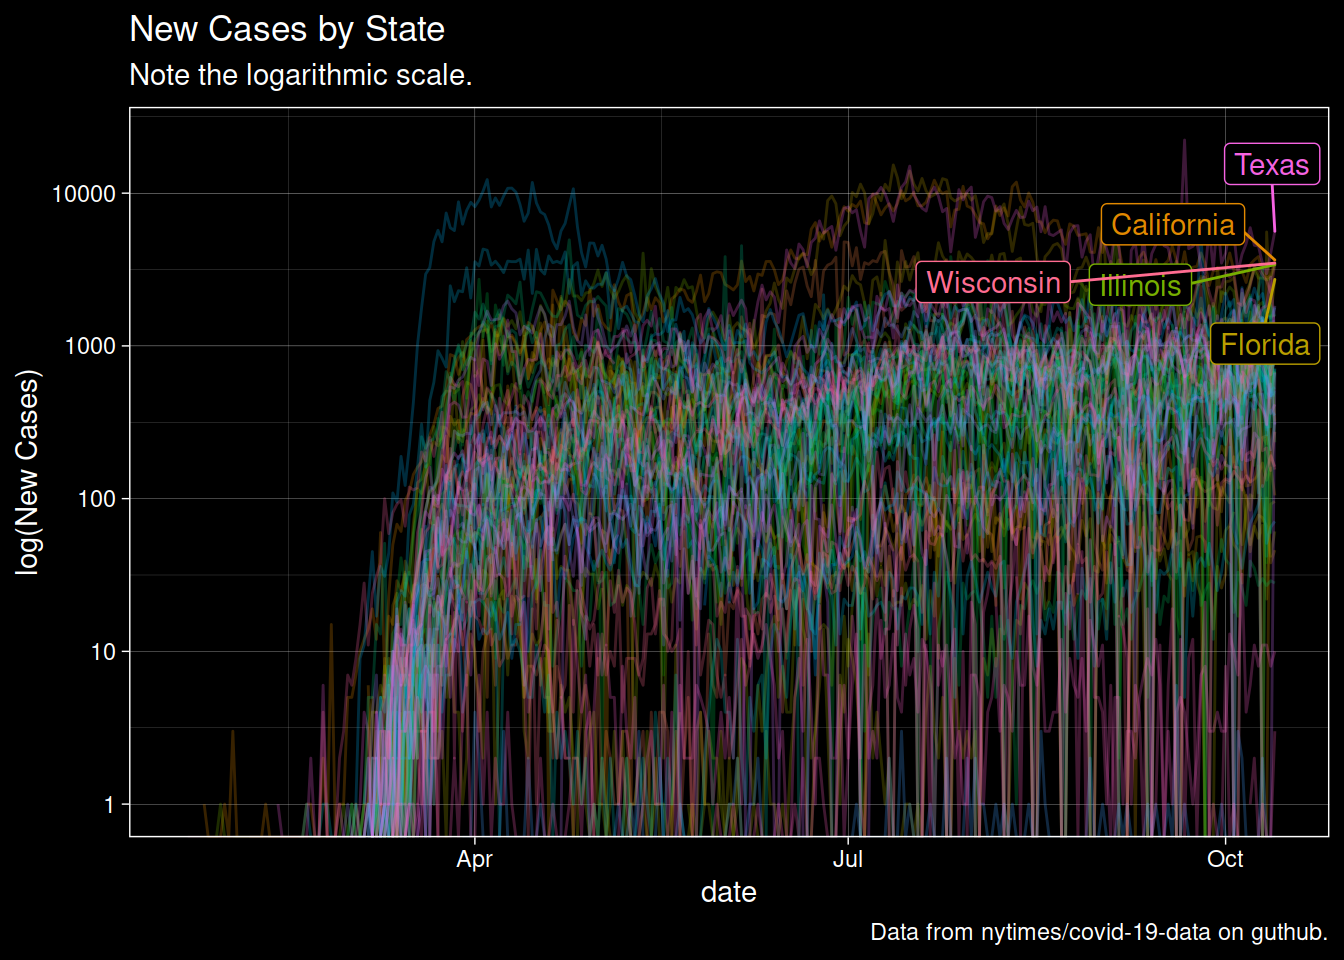 New Cases by State
Note the logarithmic scale.
log(New Cases)
10000
1000
100
10
1
Texas
California
Wisconsin
Illinois
Florida
Apr
Jul
Oct
date
Data from nytimes/covid-19-data on guthub.